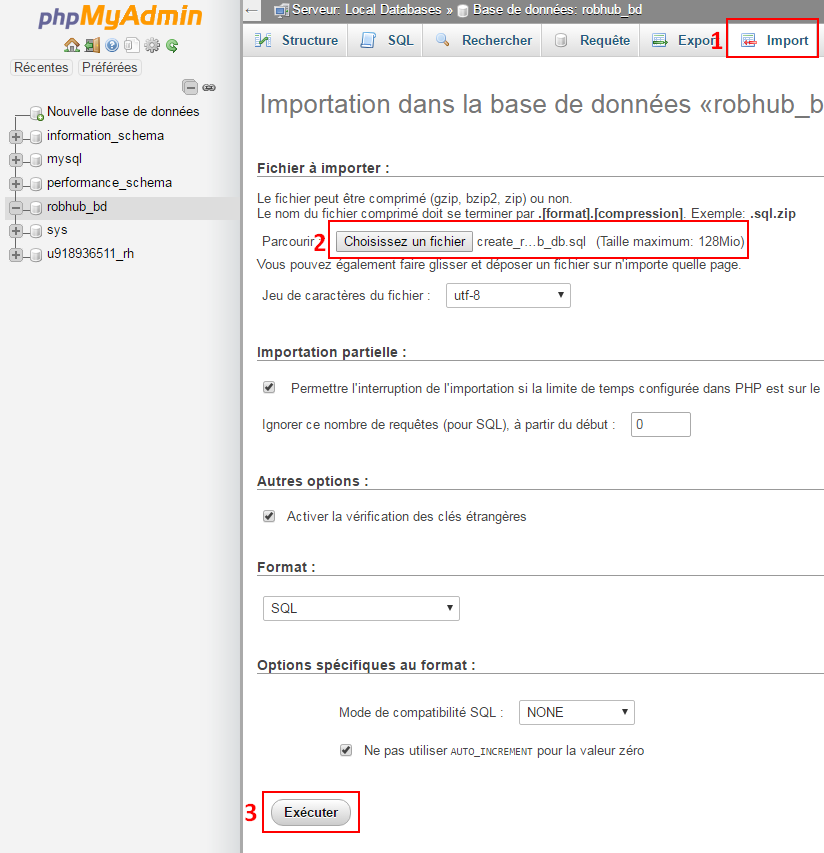 phpMyAdmin
Récentes Préférées
Nouvelle base de données
information_schema
mysql
performance_schema
robhub_bd
sys
u918936511_rh
Serveur: Local Databases » Base de données: robhub_bd
Structure SQL Rechercher Requête Export 1 Import
Importation dans la base de données «robhub_b
Fichier à importer :
Le fichier peut être comprimé (gzip, bzip2, zip) ou non.
Le nom du fichier comprimé doit se terminer par .[format].[compression]. Exemple: .sql.zip
Parcourir 2 Choisissez un fichier create_r...b_db.sql (Taille maximum: 128Mio)
Vous pouvez également faire glisser et déposer un fichier sur n'importe quelle page.
Jeu de caractères du fichier : utf-8
Importation partielle :
Permettre l'interruption de l'importation si la limite de temps configurée dans PHP est sur le
Ignorer ce nombre de requêtes (pour SQL), à partir du début : 0
Autres options :
Activer la vérification des clés étrangères
Format :
SQL
Options spécifiques au format :
Mode de compatibilité SQL : NONE
Ne pas utiliser AUTO_INCREMENT pour la valeur zéro
3 Exécuter